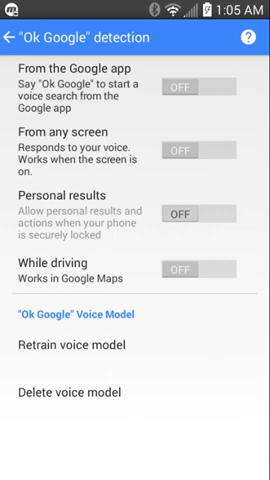 1:05 AM
"Ok Google" detection
?
From the Google app
Say "Ok Google" to start a
voice search from the
Google app
OFF
From any screen
Responds to your voice.
Works when the screen is
on.
OFF
Personal results
Allow personal results and
actions when your phone
is securely locked
OFF
While driving
Works in Google Maps
OFF
"Ok Google" Voice Model
Retrain voice model
Delete voice model